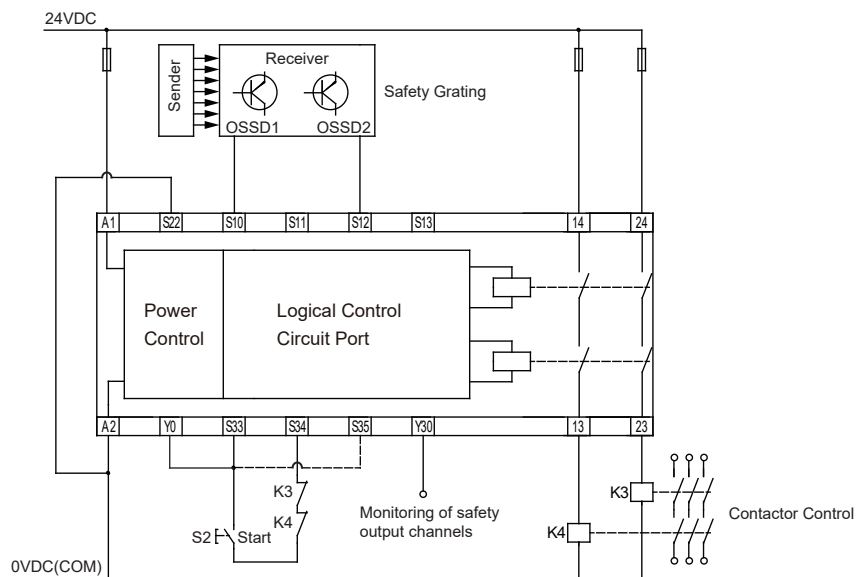 24VDC
Sender
Receiver
OSSD1
OSSD2
Safety Grating
A1
S22
S10
S11
S12
S13
14
24
Power
Control
Logical Control
Circuit Port
A2
Y0
S33
S34
S35
Y30
13
23
K3
K4
S2
Start
Monitoring of safety
output channels
K3
K4
Contactor Control
0VDC(COM)